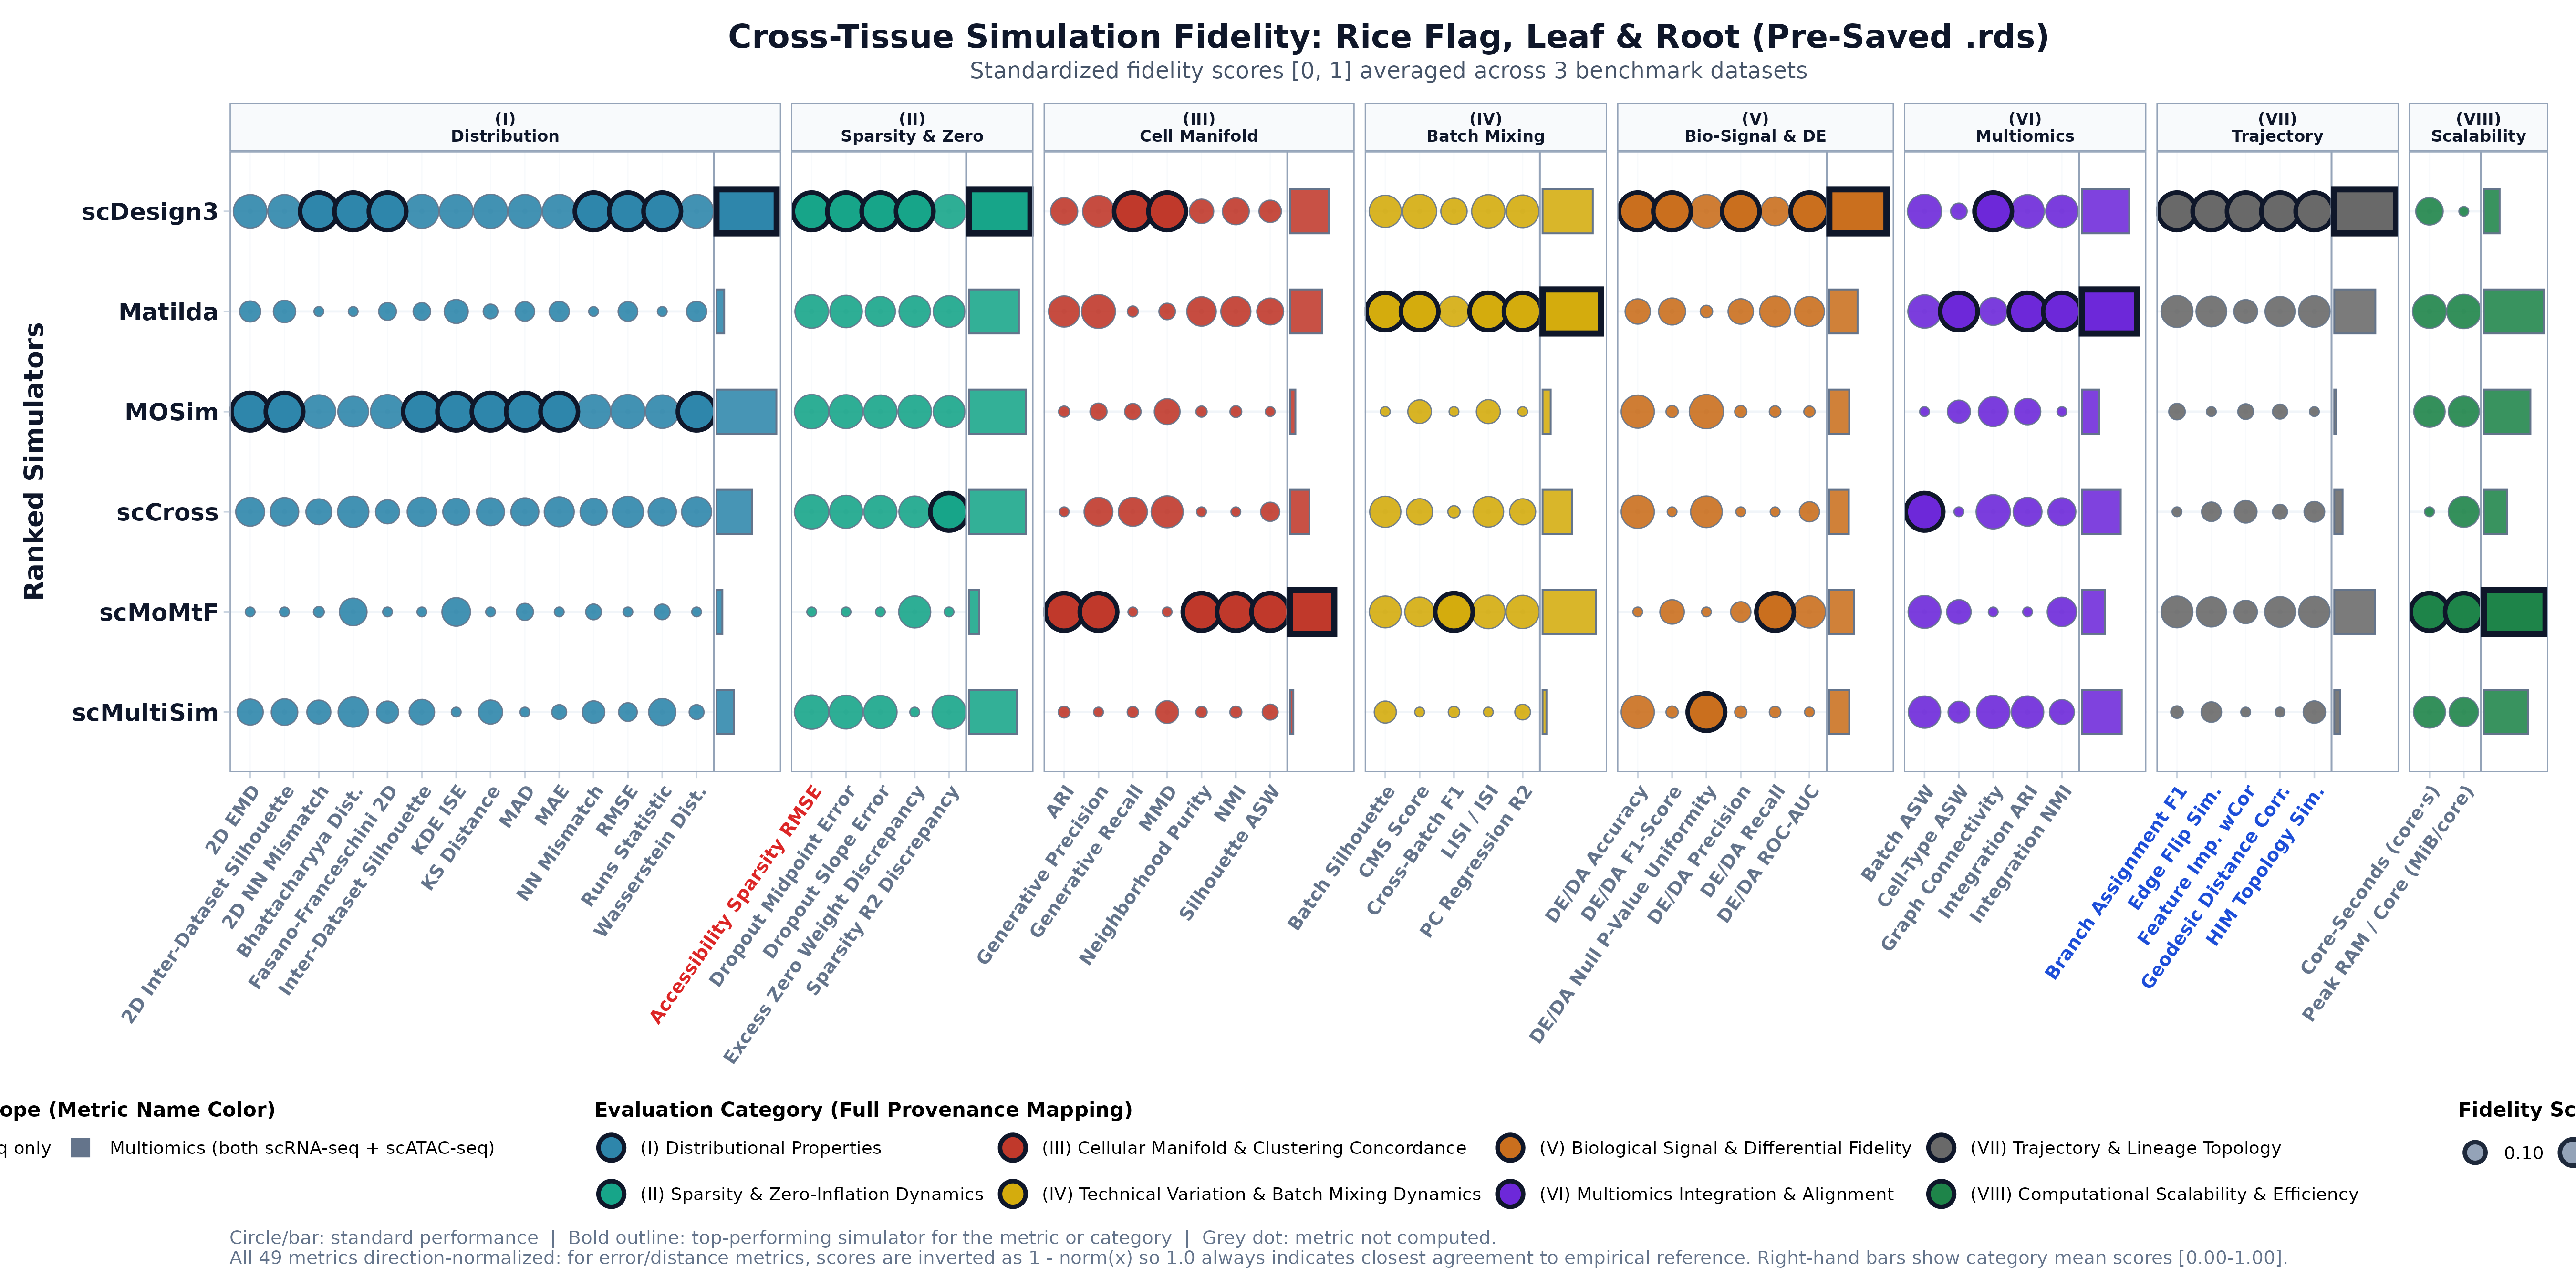 Cross-Tissue Simulation Fidelity: Rice Flag, Leaf & Root (Pre-Saved .rds)
Standardized fidelity scores [0, 1] averaged across 3 benchmark datasets
(I)
Distribution
(II)
Sparsity & Zero
(III)
Cell Manifold
(IV)
Batch Mixing
(V)
Bio-Signal & DE
(VI)
Multiomics
(VII)
Trajectory
(VIII)
Scalability
Ranked Simulators
scDesign3
Matilda
MOSim
scCross
scMoMtF
scMultiSim
2D EMD
2D Inter-Dataset Silhouette
2D NN Mismatch
Bhattacharyya Dist.
Fasano-Franceschini 2D
Inter-Dataset Silhouette
KDE ISE
KS Distance
MAD
MAE
NN Mismatch
RMSE
Runs Statistic
Wasserstein Dist.
Accessibility Sparsity RMSE
Dropout Midpoint Error
Dropout Slope Error
Excess Zero Weight Discrepancy
Sparsity R2 Discrepancy
ARI
Generative Precision
Generative Recall
MMD
Neighborhood Purity
NMI
Silhouette ASW
Batch Silhouette
CMS Score
Cross-Batch F1
LISI / ISI
PC Regression R2
DE/DA Accuracy
DE/DA F1-Score
DE/DA Null P-Value Uniformity
DE/DA Precision
DE/DA Recall
DE/DA ROC-AUC
Batch ASW
Cell-Type ASW
Graph Connectivity
Integration ARI
Integration NMI
Branch Assignment F1
Edge Flip Sim.
Feature Imp. wCor
Geodesic Distance Corr.
HIM Topology Sim.
Core-Seconds (core-s)
Peak RAM / Core (MiB/core)
ope (Metric Name Color)
q only
Multiomics (both scRNA-seq + scATAC-seq)
Evaluation Category (Full Provenance Mapping)
(I) Distributional Properties
(III) Cellular Manifold & Clustering Concordance
(V) Biological Signal & Differential Fidelity
(VII) Trajectory & Lineage Topology
(II) Sparsity & Zero-Inflation Dynamics
(IV) Technical Variation & Batch Mixing Dynamics
(VI) Multiomics Integration & Alignment
(VIII) Computational Scalability & Efficiency
Fidelity Sc
0.10
Circle/bar: standard performance | Bold outline: top-performing simulator for the metric or category | Grey dot: metric not computed.
All 49 metrics direction-normalized: for error/distance metrics, scores are inverted as 1 - norm(x) so 1.0 always indicates closest agreement to empirical reference. Right-hand bars show category mean scores [0.00-1.00].